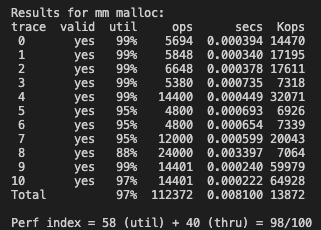 Results for mm malloc:
trace valid util ops secs Kops
0 yes 99% 5694 0.000394 14470
1 yes 99% 5848 0.000340 17195
2 yes 99% 6648 0.000378 17611
3 yes 99% 5380 0.000735 7318
4 yes 99% 14400 0.000449 32071
5 yes 95% 4800 0.000693 6926
6 yes 95% 4800 0.000654 7339
7 yes 95% 12000 0.000599 20043
8 yes 88% 24000 0.003397 7064
9 yes 99% 14401 0.000240 59979
10 yes 97% 14401 0.000222 64928
Total 97% 112372 0.008100 13872
Perf index = 58 (util) + 40 (thru) = 98/100